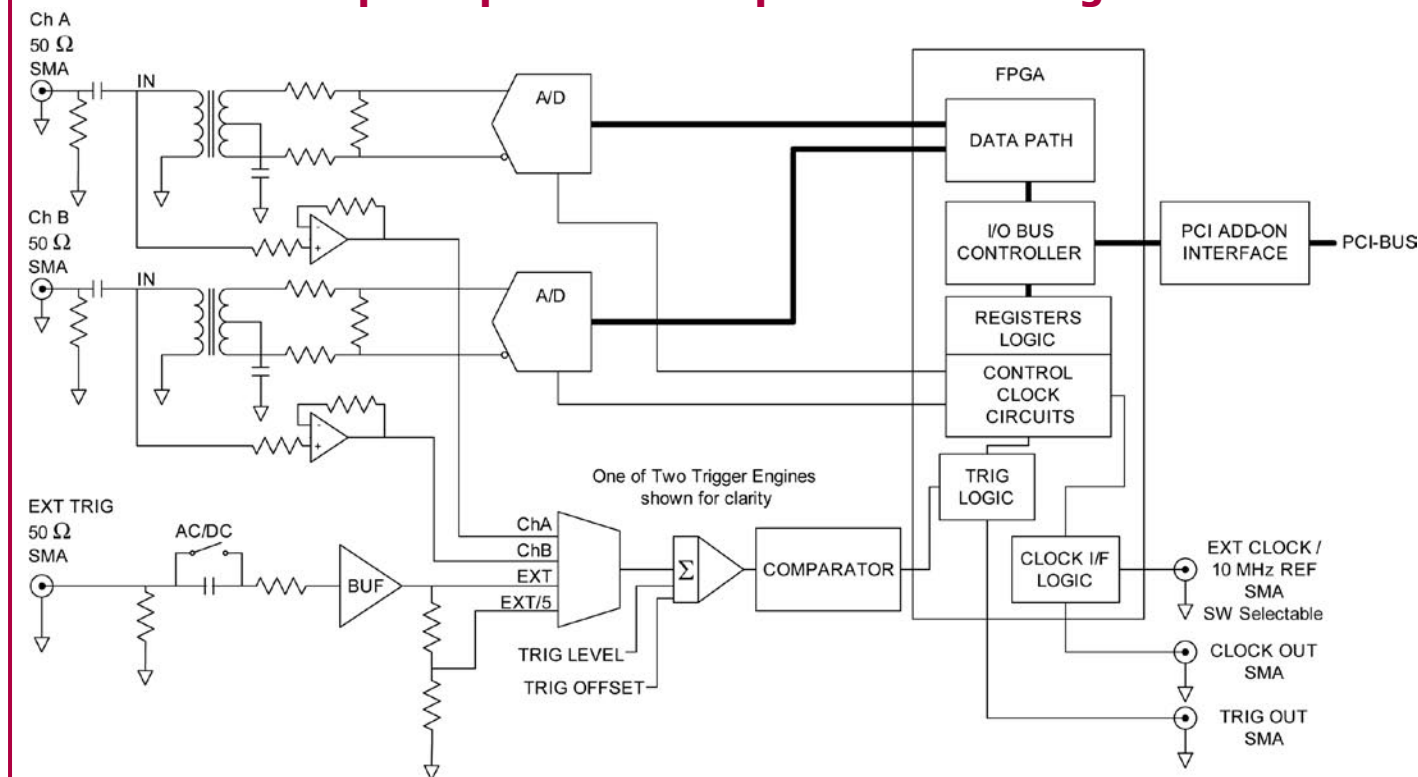 Ch A
50 Ω
SMA
IN
A/D
FPGA
DATA PATH
Ch B
50 Ω
SMA
IN
-
+
A/D
I/O BUS
CONTROLLER
PCI ADD-ON
INTERFACE
PCI-BUS
REGISTERS
LOGIC
CONTROL
CLOCK
CIRCUITS
-
+
One of Two Trigger Engines
shown for clarity
TRIG
LOGIC
EXT TRIG
50 Ω
SMA
AC/DC
BUF
ChA
ChB
EXT
EXT/5
Σ
COMPARATOR
TRIG LEVEL
TRIG OFFSET
CLOCK I/F
LOGIC
EXT CLOCK /
10 MHz REF
SMA
SW Selectable
CLOCK OUT
SMA
TRIG OUT
SMA